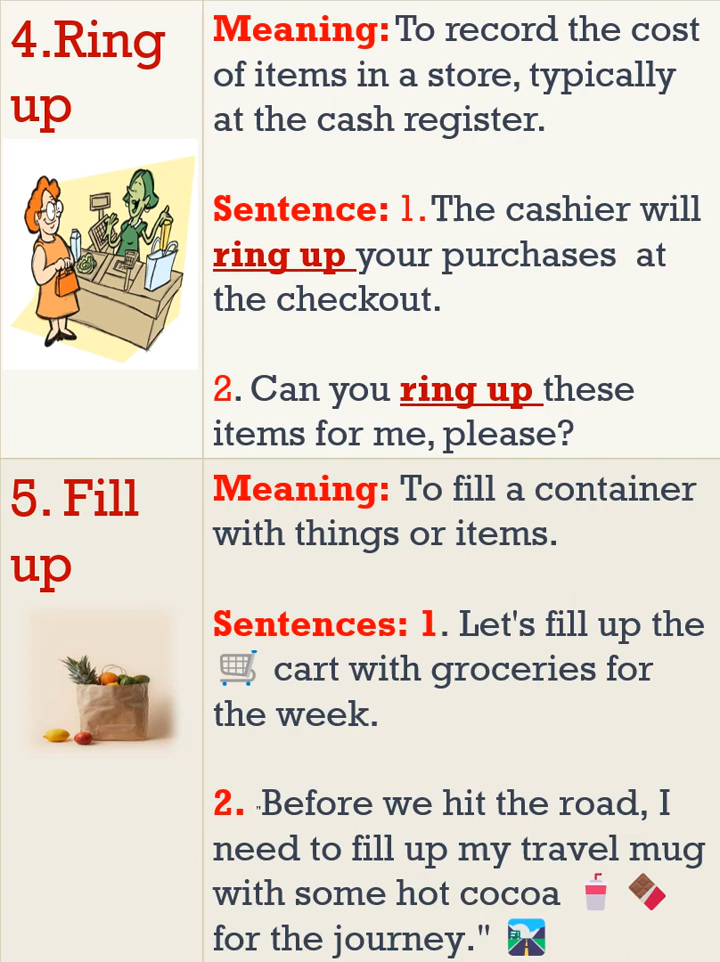 4.Ring
up
Meaning: To record the cost
of items in a store, typically
at the cash register.
Sentence: 1. The cashier will
ring up your purchases at
the checkout.
2. Can you ring up these
items for me, please?
5. Fill
up
Meaning: To fill a container
with things or items.
Sentences: 1. Let's fill up the
🛒 cart with groceries for
the week.
2. "Before we hit the road, I
need to fill up my travel mug
with some hot cocoa 🥤 🍫
for the journey." 🛣️